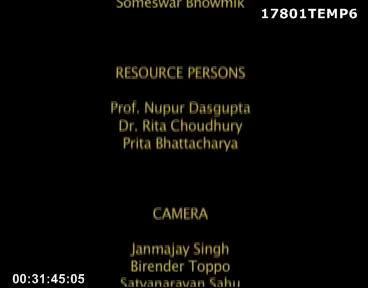 Someswar Bhowmik
17801TEMP6
RESOURCE PERSONS
Prof. Nupur Dasgupta
Dr. Rita Choudhury
Prita Bhattacharya
CAMERA
Janmajay Singh
Birender Toppo
Satyanarayan Sahu
00:31:45:05